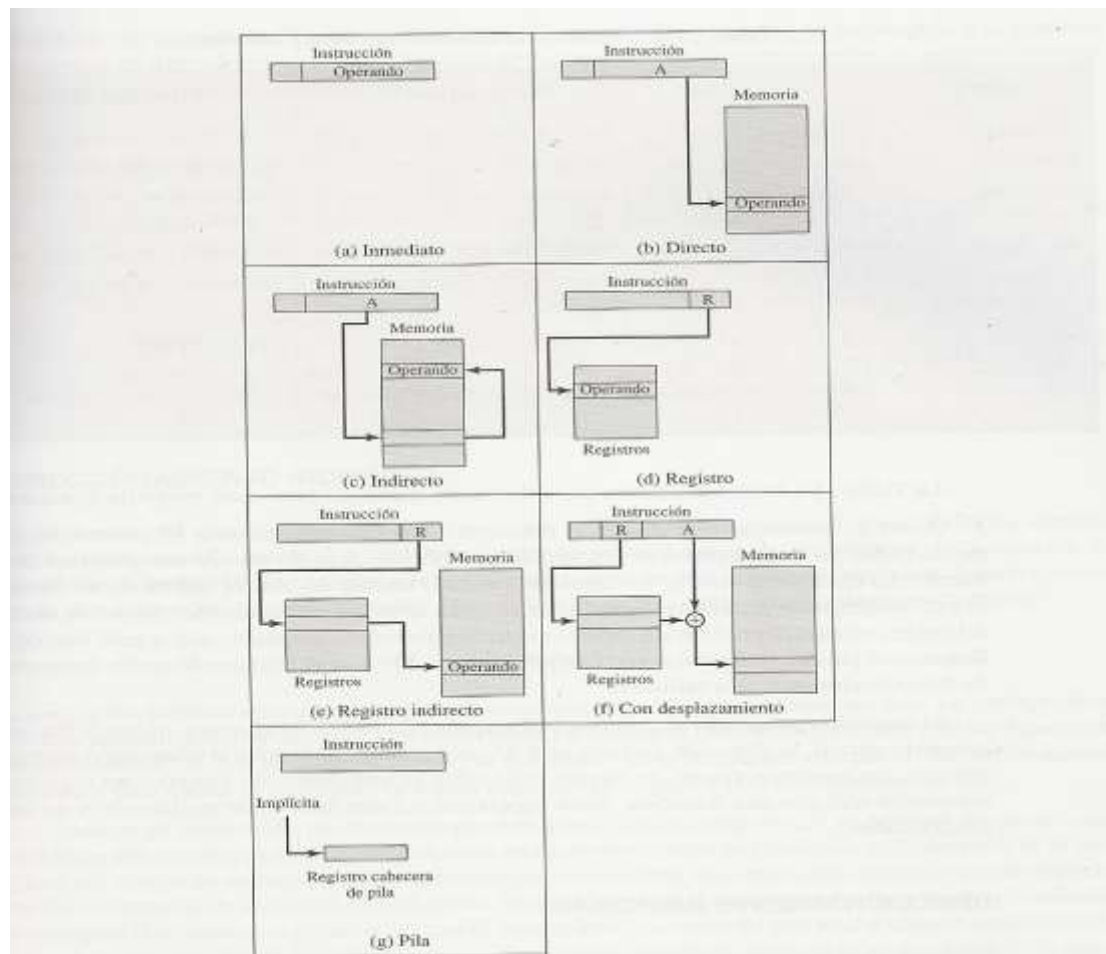 Instrucción
Operando
(a) Inmediato
Instrucción
A
Memoria
Operando
(b) Directo
Instrucción
A
Memoria
Operando
(c) Indirecto
Instrucción
R
Operando
Registros
(d) Registro
Instrucción
R
Memoria
Registros
Operando
(e) Registro indirecto
Instrucción
R A
Memoria
+
Registros
(f) Con desplazamiento
Instrucción
Implícita
Registro cabecera
de pila
(g) Pila